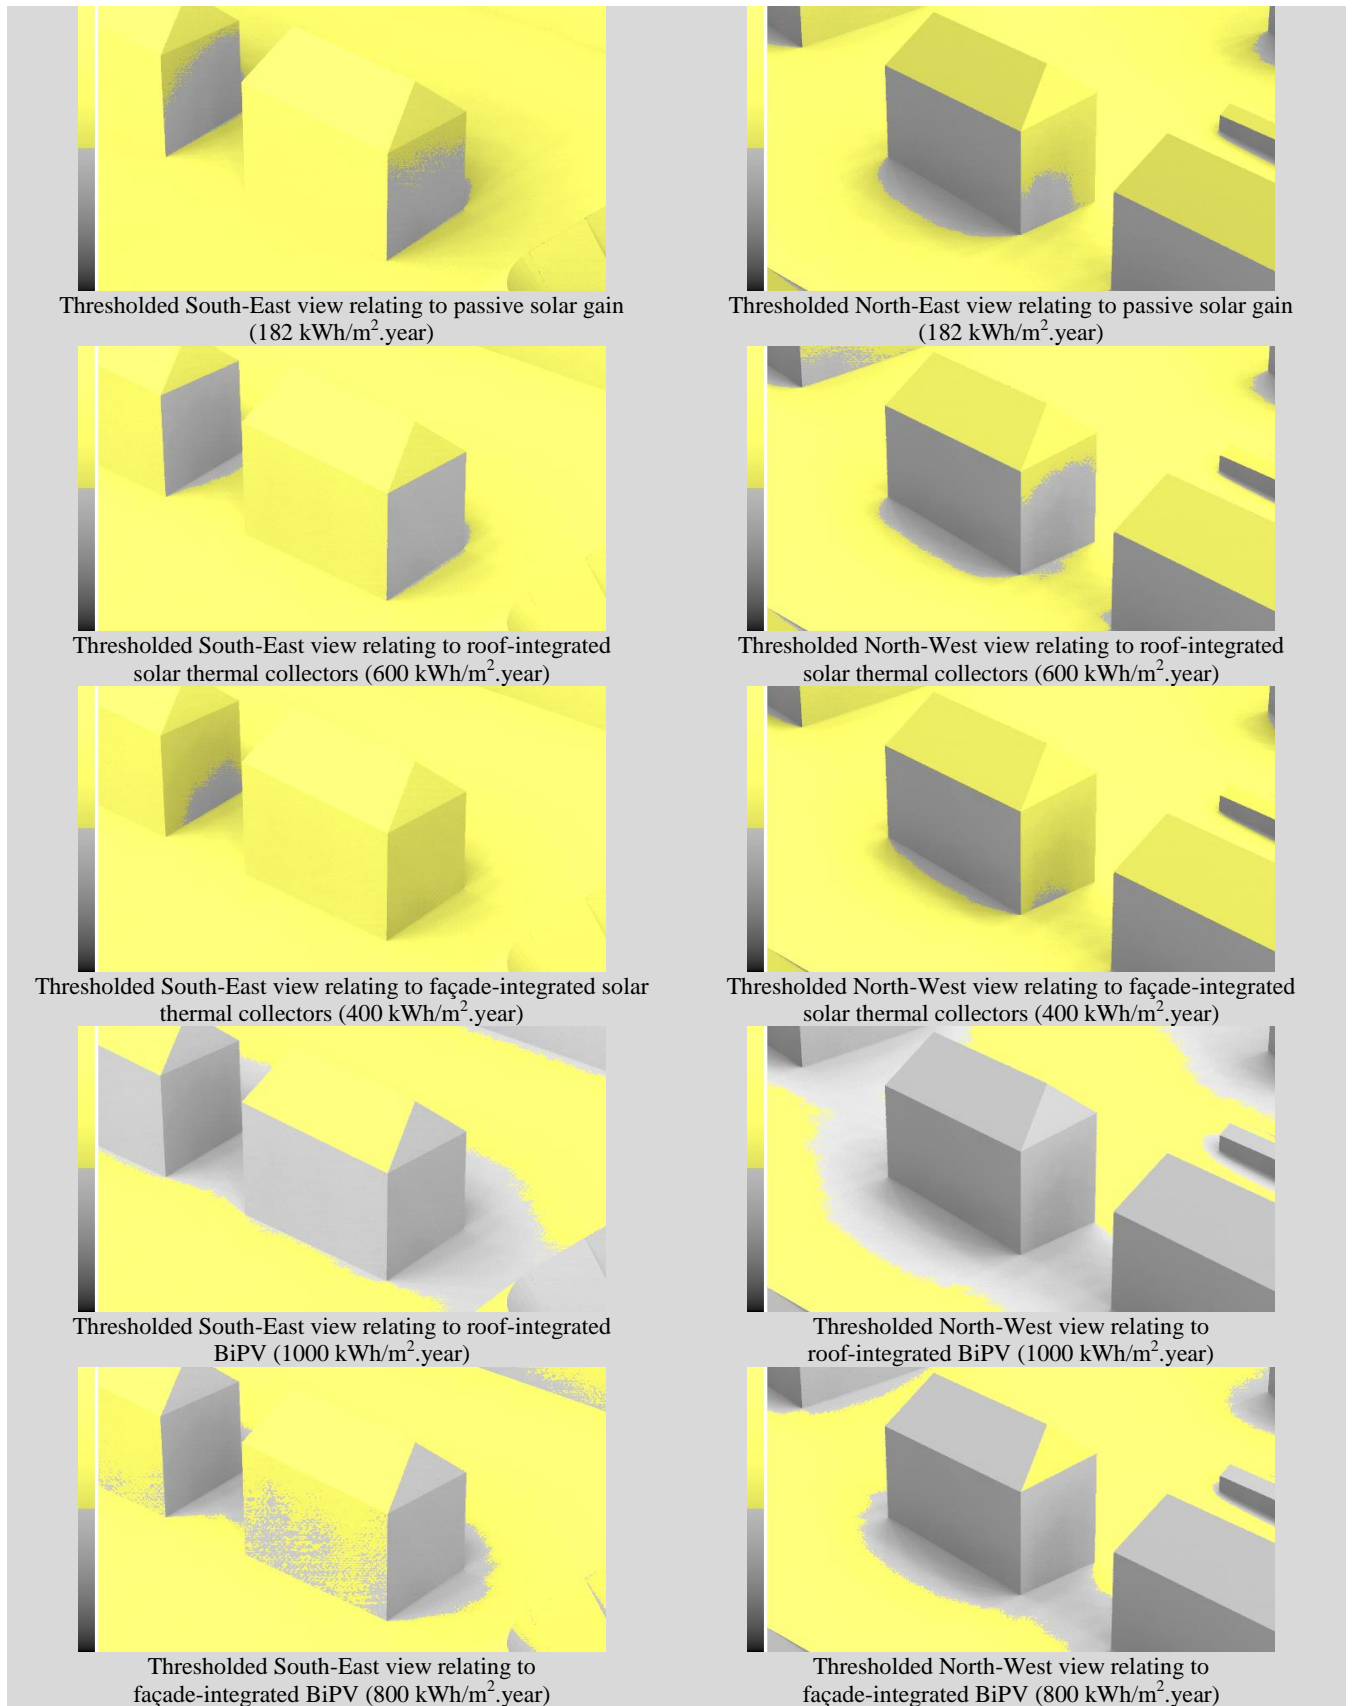 Thresholded South-East view relating to passive solar gain
(182 kWh/m².year)
Thresholded North-East view relating to passive solar gain
(182 kWh/m².year)
Thresholded South-East view relating to roof-integrated
solar thermal collectors (600 kWh/m².year)
Thresholded North-West view relating to roof-integrated
solar thermal collectors (600 kWh/m².year)
Thresholded South-East view relating to façade-integrated solar
thermal collectors (400 kWh/m².year)
Thresholded North-West view relating to façade-integrated
solar thermal collectors (400 kWh/m².year)
Thresholded South-East view relating to roof-integrated
BiPV (1000 kWh/m².year)
Thresholded North-West view relating to
roof-integrated BiPV (1000 kWh/m².year)
Thresholded South-East view relating to
façade-integrated BiPV (800 kWh/m².year)
Thresholded North-West view relating to
façade-integrated BiPV (800 kWh/m².year)